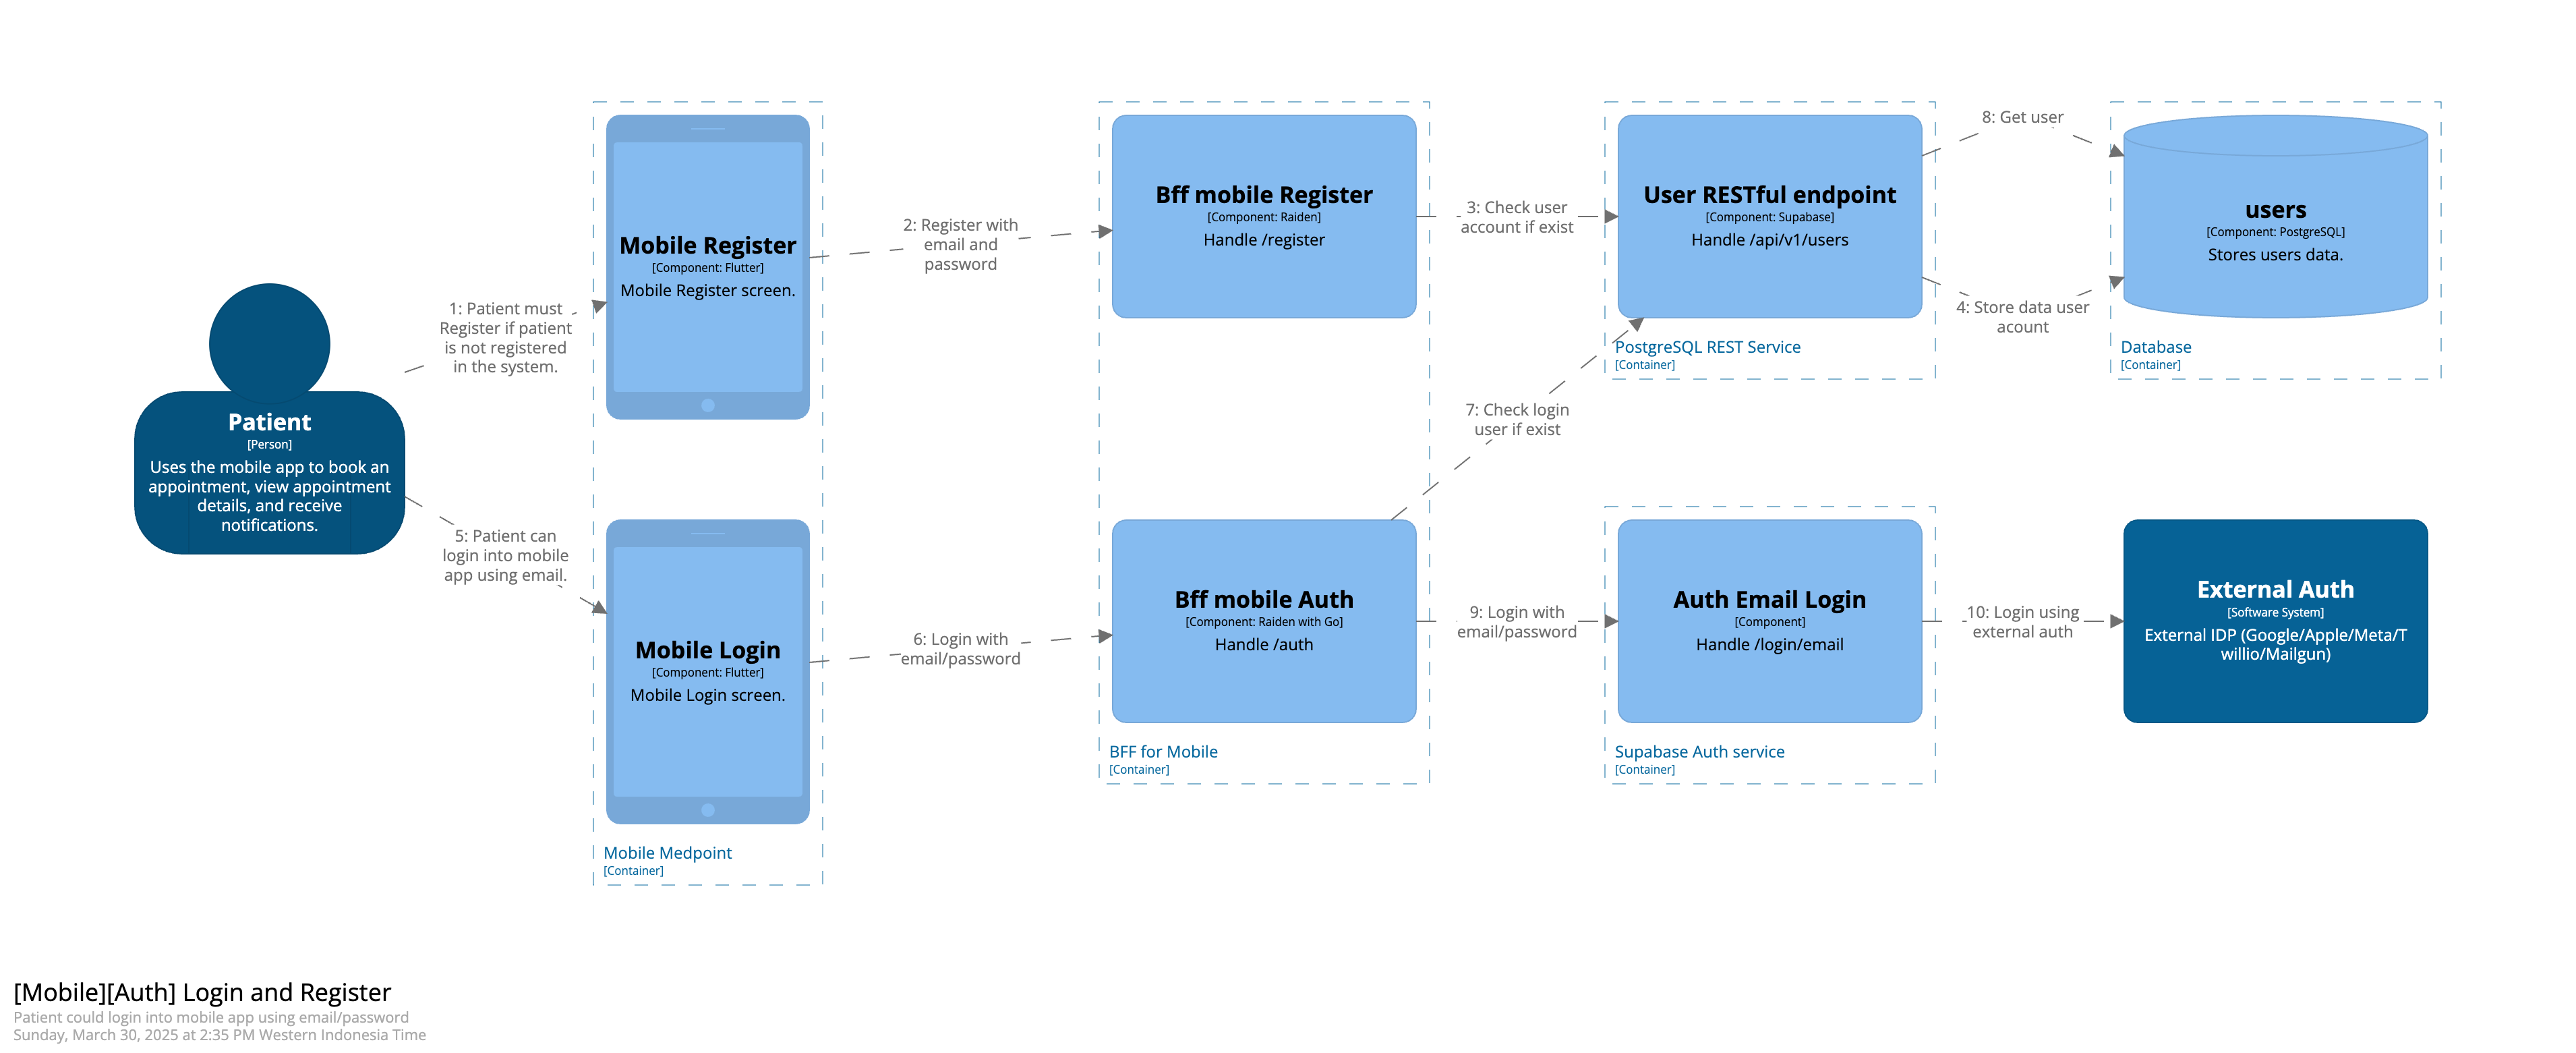 Patient
[Person]
Uses the mobile app to book an
appointment, view appointment
details, and receive
notifications.
1: Patient must
Register if patient
is not registered
in the system.
5: Patient can
login into mobile
app using email.
Mobile Register
[Component: Flutter]
Mobile Register screen.
Mobile Login
[Component: Flutter]
Mobile Login screen.
Mobile Medpoint
[Container]
2: Register with
email and
password
6: Login with
email/password
Bff mobile Register
[Component: Raiden]
Handle /register
Bff mobile Auth
[Component: Raiden with Go]
Handle /auth
BFF for Mobile
[Container]
3: Check user
account if exist
7: Check login
user if exist
9: Login with
email/password
User RESTful endpoint
[Component: Supabase]
Handle /api/v1/users
PostgreSQL REST Service
[Container]
Auth Email Login
[Component]
Handle /login/email
Supabase Auth service
[Container]
8: Get user
4: Store data user
acount
10: Login using
external auth
users
[Component: PostgreSQL]
Stores users data.
Database
[Container]
External Auth
[Software System]
External IDP (Google/Apple/Meta/T
willio/Mailgun)
[Mobile][Auth] Login and Register
Patient could login into mobile app using email/password
Sunday, March 30, 2025 at 2:35 PM Western Indonesia Time